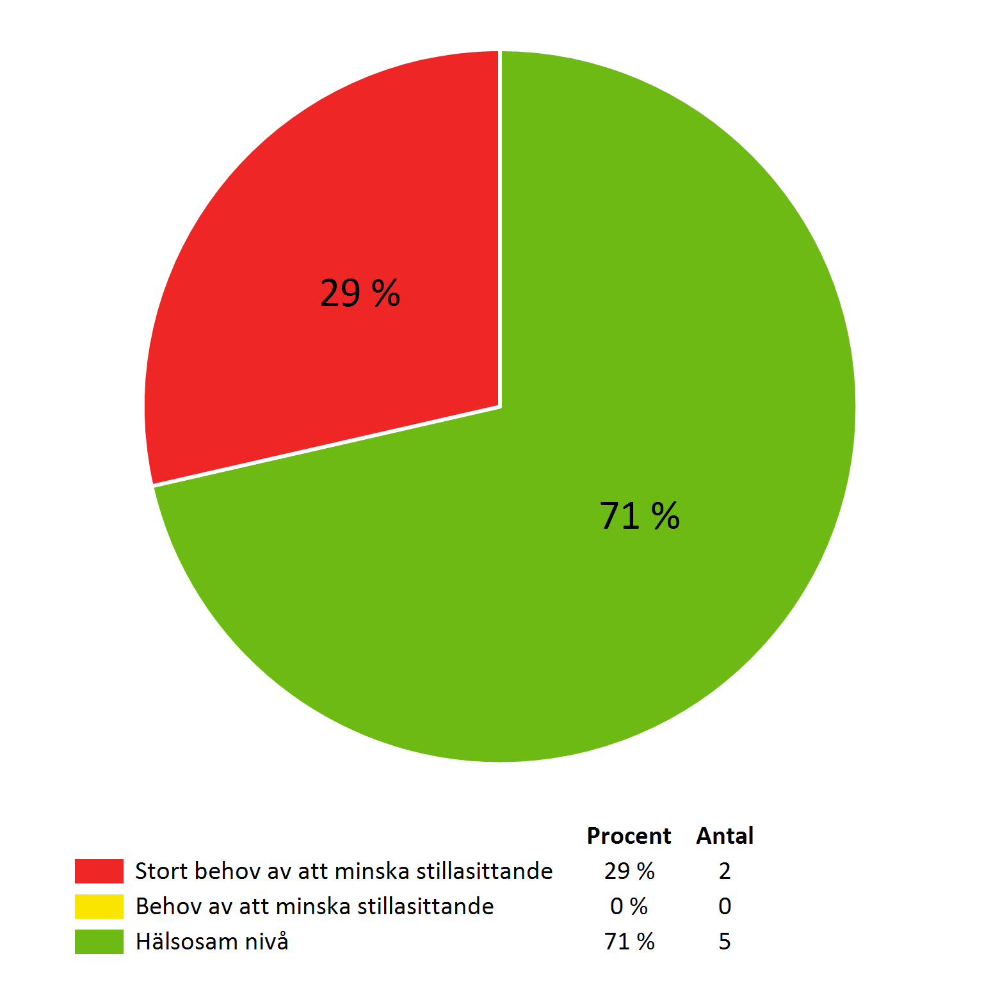 29 %
71 %
Procent Antal
Stort behov av att minska stillasittande 29 % 2
Behov av att minska stillasittande 0 % 0
Hälsosam nivå 71 % 5